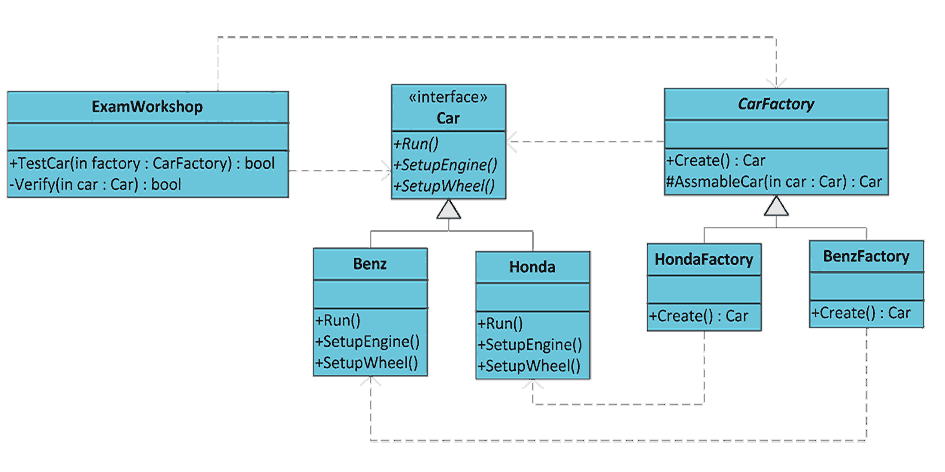 ExamWorkshop
+TestCar(in factory : CarFactory) : bool
-Verify(in car : Car) : bool
«interface»
Car
+Run()
+SetupEngine()
+SetupWheel()
CarFactory
+Create() : Car
#AssmableCar(in car : Car) : Car
Benz
+Run()
+SetupEngine()
+SetupWheel()
Honda
+Run()
+SetupEngine()
+SetupWheel()
HondaFactory
+Create() : Car
BenzFactory
+Create() : Car